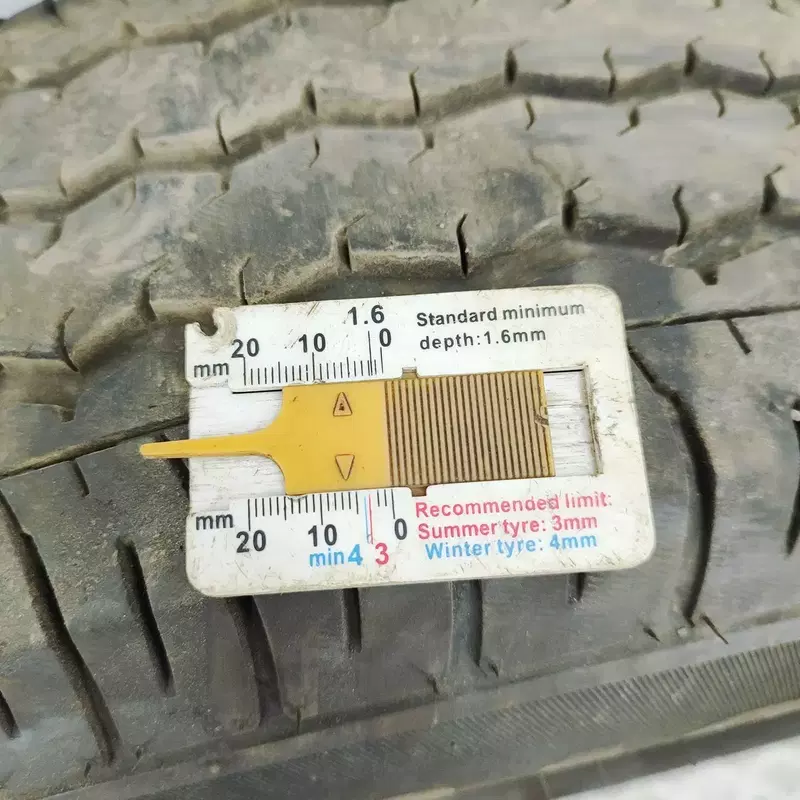 1.6
mm 20 10 0
Standard minimum
depth:1.6mm
mm 20 10 0
min4 3
Recommended limit:
Summer tyre: 3mm
Winter tyre: 4mm